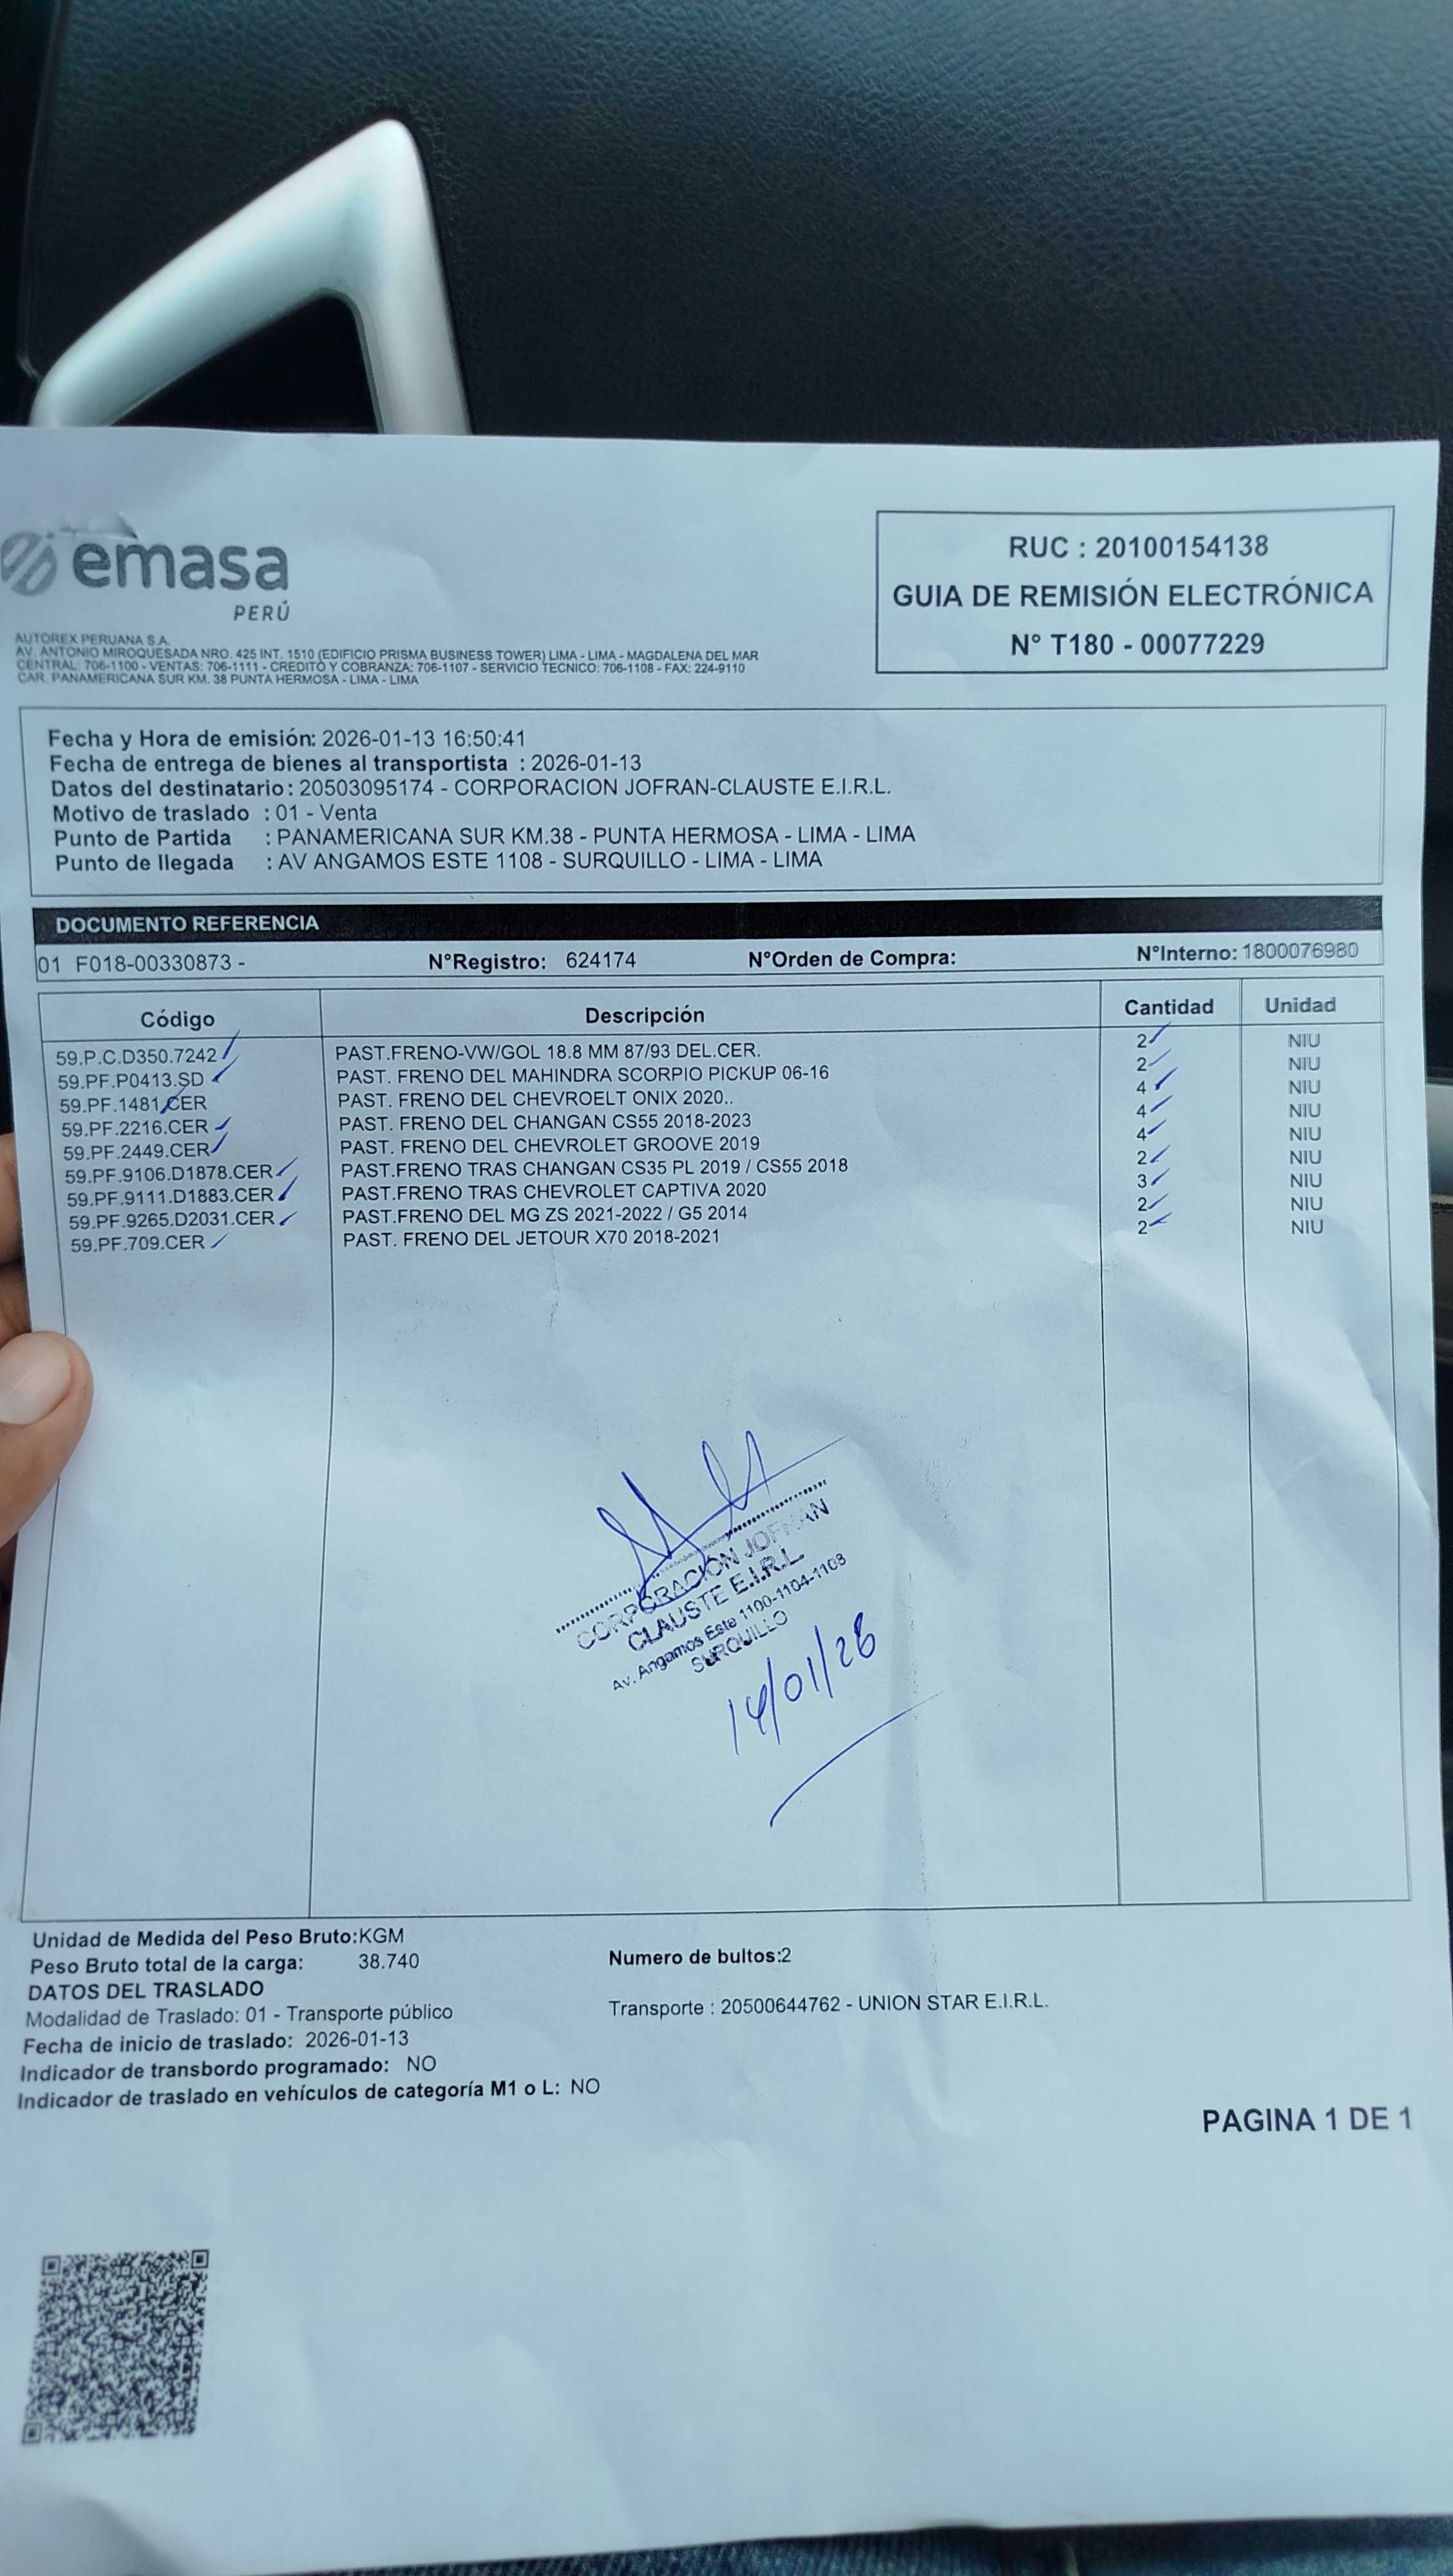 emasa
PERÚ
RUC : 20100154138
GUIA DE REMISIÓN ELECTRÓNICA
N° T180 - 00077229
AUTOREX PERUANA S.A.
AV. ANTONIO MIROQUESADA NRO. 425 INT. 1510 (EDIFICIO PRISMA BUSINESS TOWER) LIMA - LIMA - MAGDALENA DEL MAR
CENTRAL: 706-1100 - VENTAS: 706-1111 - CREDITO Y COBRANZA: 706-1107 - SERVICIO TECNICO: 706-1108 - FAX: 224-9110
CAR. PANAMERICANA SUR KM. 38 PUNTA HERMOSA - LIMA - LIMA
Fecha y Hora de emisión: 2026-01-13 16:50:41
Fecha de entrega de bienes al transportista : 2026-01-13
Datos del destinatario : 20503095174 - CORPORACION JOFRAN-CLAUSTE E.I.R.L.
Motivo de traslado : 01 - Venta
Punto de Partida : PANAMERICANA SUR KM.38 - PUNTA HERMOSA - LIMA - LIMA
Punto de llegada : AV ANGAMOS ESTE 1108 - SURQUILLO - LIMA - LIMA
DOCUMENTO REFERENCIA
01 F018-00330873 - N°Registro: 624174 N°Orden de Compra: N°Interno: 1800076980
Código Descripción Cantidad Unidad
59.P.C.D350.7242 PAST.FRENO-VW/GOL 18.8 MM 87/93 DEL.CER. 2 NIU
59.PF.P0413.SD PAST. FRENO DEL MAHINDRA SCORPIO PICKUP 06-16 2 NIU
59.PF.1481.CER PAST. FRENO DEL CHEVROELT ONIX 2020.. 4 NIU
59.PF.2216.CER PAST. FRENO DEL CHANGAN CS55 2018-2023 4 NIU
59.PF.2449.CER PAST. FRENO DEL CHEVROLET GROOVE 2019 4 NIU
59.PF.9106.D1878.CER PAST.FRENO TRAS CHANGAN CS35 PL 2019 / CS55 2018 2 NIU
59.PF.9111.D1883.CER PAST.FRENO TRAS CHEVROLET CAPTIVA 2020 3 NIU
59.PF.9265.D2031.CER PAST.FRENO DEL MG ZS 2021-2022 / G5 2014 2 NIU
59.PF.709.CER PAST. FRENO DEL JETOUR X70 2018-2021 2 NIU
CORPORACIÓN JOFRAN
CLAUSTE E.I.R.L.
Av. Angamos Este 1100-1104-1108
SURQUILLO
14/01/26
Unidad de Medida del Peso Bruto:KGM
Peso Bruto total de la carga: 38.740 Numero de bultos:2
DATOS DEL TRASLADO
Modalidad de Traslado: 01 - Transporte público Transporte : 20500644762 - UNION STAR E.I.R.L.
Fecha de inicio de traslado: 2026-01-13
Indicador de transbordo programado: NO
Indicador de traslado en vehículos de categoría M1 o L: NO
PAGINA 1 DE 1